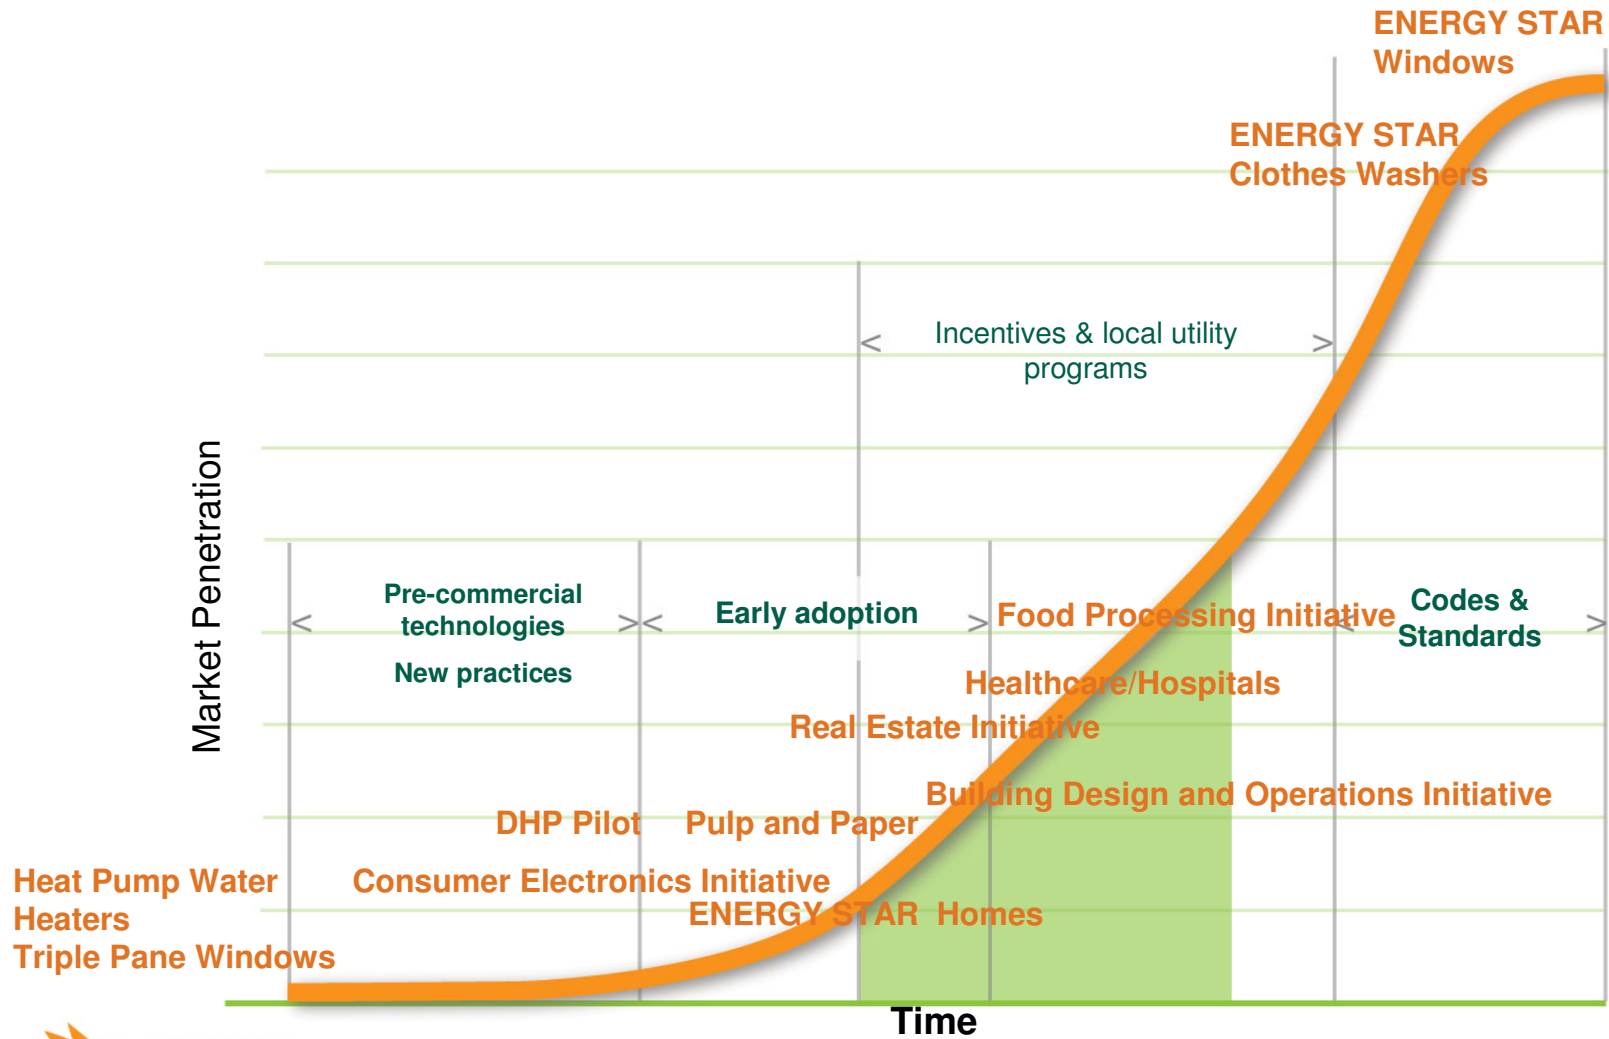 ENERGY STAR
Windows
ENERGY STAR
Clothes Washers
Incentives & local utility
programs
<
>
Market Penetration
Pre-commercial
technologies
New practices
<
>
<
Early adoption
>
Food Processing Initiative
<
Codes &
Standards
>
Healthcare/Hospitals
Real Estate Initiative
Building Design and Operations Initiative
DHP Pilot
Pulp and Paper
Heat Pump Water
Heaters
Triple Pane Windows
Consumer Electronics Initiative
ENERGY STAR Homes
Time